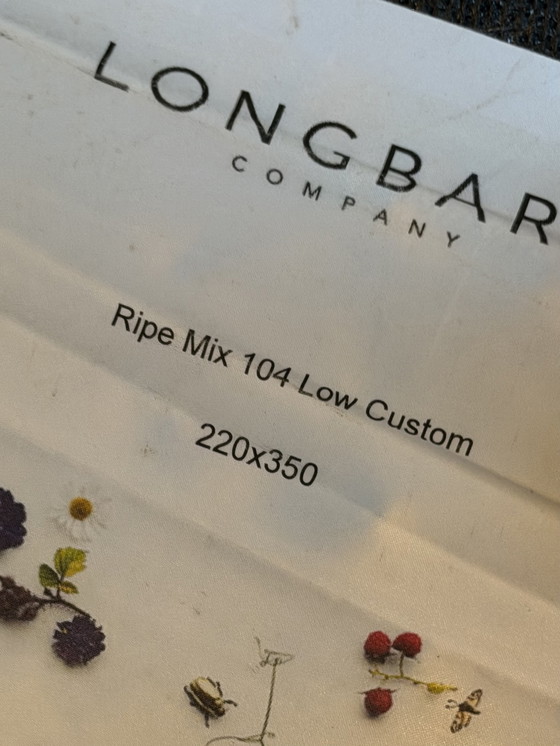 LONGBAR
COMPANY
Ripe Mix 104 Low Custom
220x350